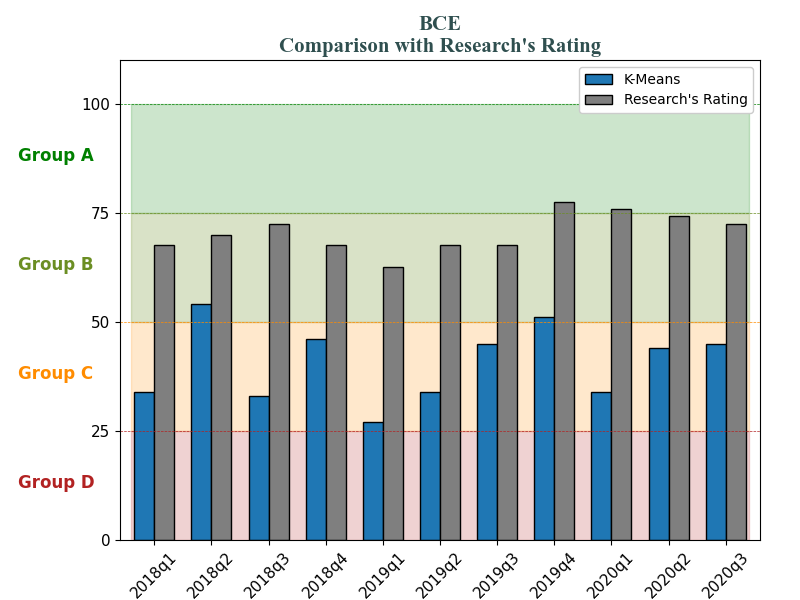 BCE
Comparison with Research's Rating
K-Means
Research's Rating
100
Group A
75
Group B
50
Group C
25
Group D
0
2018q1 2018q2 2018q3 2018q4 2019q1 2019q2 2019q3 2019q4 2020q1 2020q2 2020q3